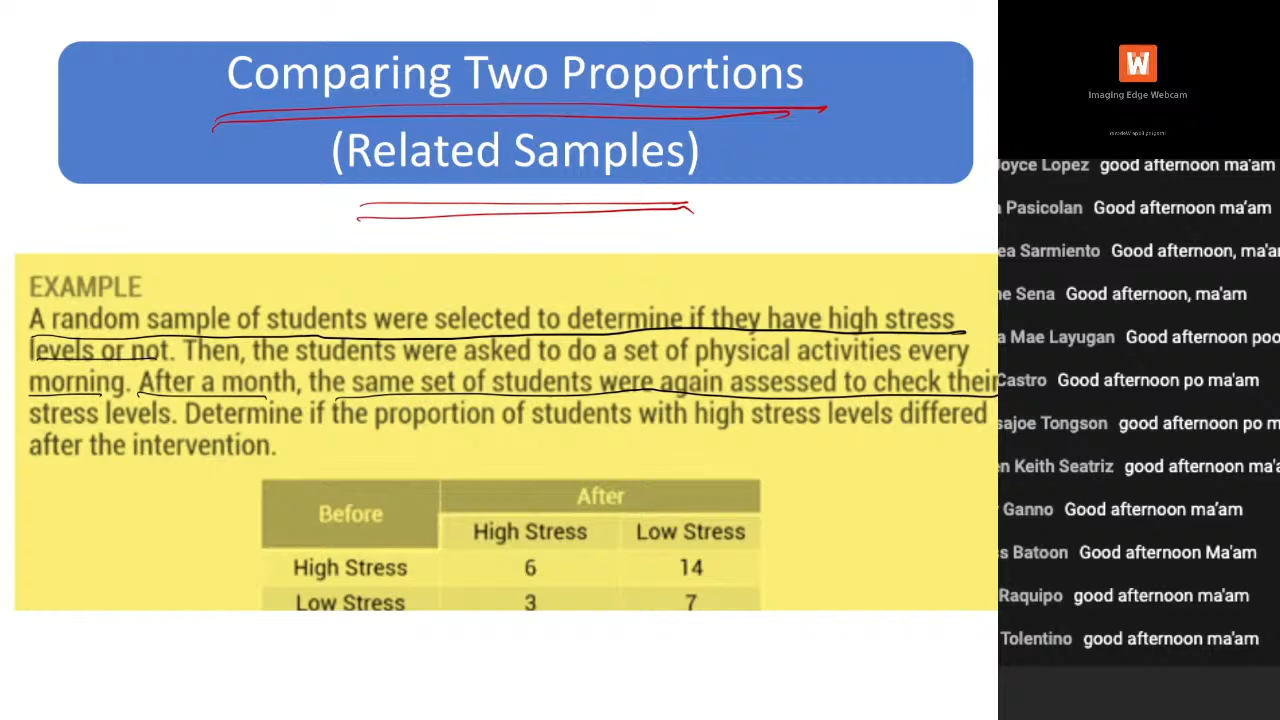 Comparing Two Proportions
(Related Samples)
EXAMPLE
A random sample of students were selected to determine if they have high stress
levels or not. Then, the students were asked to do a set of physical activities every
morning. After a month, the same set of students were again assessed to check their
stress levels. Determine if the proportion of students with high stress levels differed
after the intervention.
Before
After
High Stress Low Stress
High Stress 6 14
Low Stress 3 7
W
Imaging Edge Webcam
Joyce Lopez good afternoon ma'am
Pasicolan Good afternoon ma'am
ea Sarmiento Good afternoon, ma'am
ne Sena Good afternoon, ma'am
a Mae Layugan Good afternoon poo
Castro Good afternoon po ma'am
sajoe Tongson good afternoon po m
en Keith Seatriz good afternoon ma'a
Ganno Good afternoon ma'am
s Batoon Good afternoon Ma'am
Raquipo good afternoon ma'am
Tolentino good afternoon ma'am